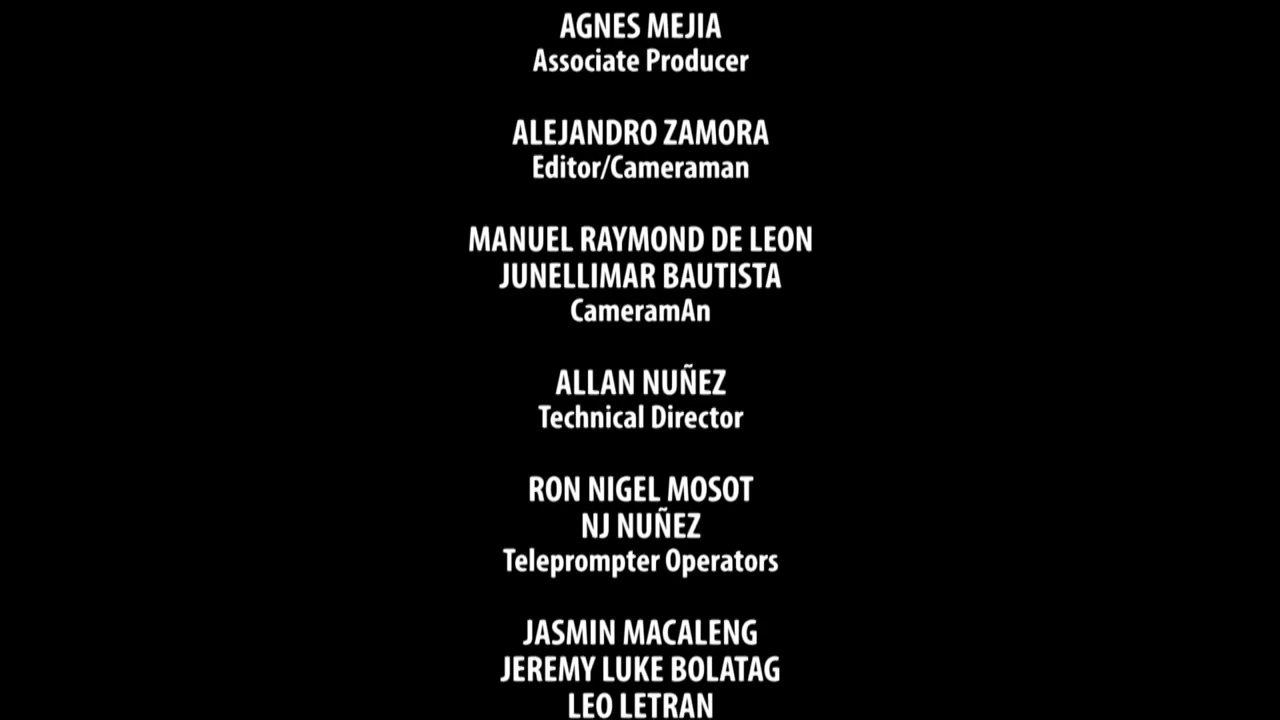 AGNES MEJIA
Associate Producer
ALEJANDRO ZAMORA
Editor/Cameraman
MANUEL RAYMOND DE LEON
JUNELLIMAR BAUTISTA
CameramAn
ALLAN NUÑEZ
Technical Director
RON NIGEL MOSOT
NJ NUÑEZ
Teleprompter Operators
JASMIN MACALENG
JEREMY LUKE BOLATAG
LEO LETRAN